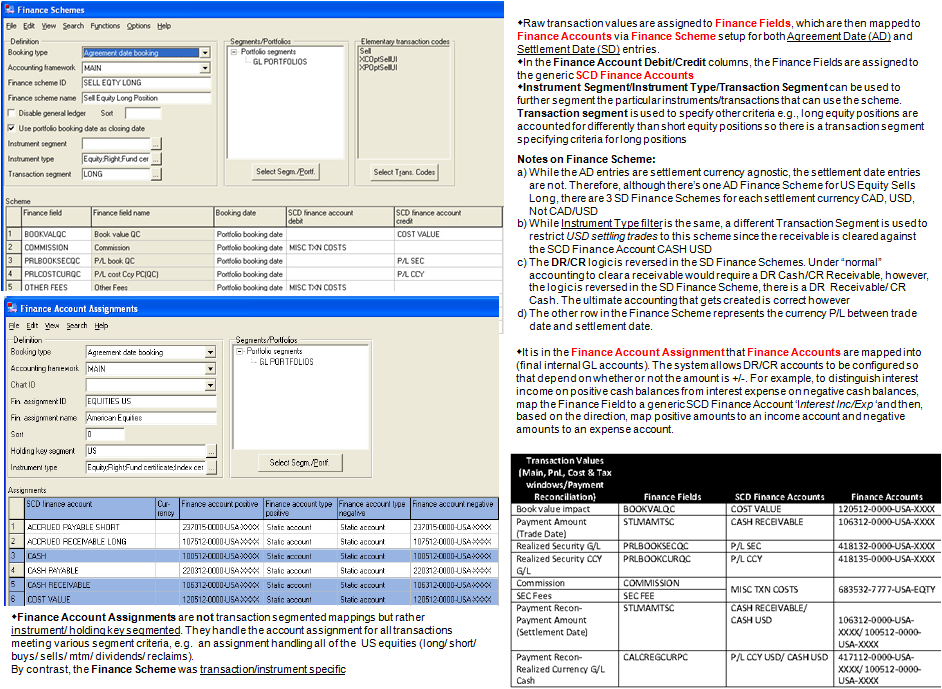 Finance Schemes
File Edit View Search Functions Options Help
Definition
Booking type Agreement date booking
Accounting framework MAIN
Finance scheme ID SELL EQTY LONG
Finance scheme name Sell Equity Long Position
Disable general ledger Sort
Use portfolio booking date as closing date
Instrument segment ...
Instrument type Equity;Right;Fund cer ...
Transaction segment LONG ...
Segments/Portfolios
Portfolio segments
GL PORTFOLIOS
Select Segm./Portf.
Elementary transaction codes
Sell
XCOptSellUI
XPOptSellUI
Select Trans. Codes
Scheme
Finance field Finance field name Booking date SCD finance account debit SCD finance account credit
1 BOOKVALQC Book value QC Portfolio booking date COST VALUE
2 COMMISSION Commission Portfolio booking date MISC TXN COSTS
3 PRLBOOKSECQC P/L book QC Portfolio booking date P/L SEC
4 PRLCOSTCURQC P/L cost Ccy PC(QC) Portfolio booking date P/L CCY
5 OTHER FEES Other Fees Portfolio booking date MISC TXN COSTS
Finance Account Assignments
File Edit View Search Help
Definition
Booking type Agreement date booking
Accounting framework MAIN
Chart ID
Fin. assignment ID EQUITIES US
Fin. assignment name American Equities
Sort 0
Holding key segment US ...
Instrument type Equity;Right;Fund certificate;Index cer ...
Segments/Portfolios
Portfolio segments
GL PORTFOLIOS
Select Segm./Portf.
Assignments
SCD finance account Cur-rency Finance account positive Finance account type positive Finance account type negative Finance account negative
1 ACCRUED PAYABLE SHORT 237015-0000-USA-XXXX Static account Static account 237015-0000-USA-XXXX
2 ACCRUED RECEIVABLE LONG 107512-0000-USA-XXXX Static account Static account 107512-0000-USA-XXXX
3 CASH 100512-0000-USA-XXXX Static account Static account 100512-0000-USA-XXXX
4 CASH PAYABLE 220312-0000-USA-XXXX Static account Static account 220312-0000-USA-XXXX
5 CASH RECEIVABLE 106312-0000-USA-XXXX Static account Static account 106312-0000-USA-XXXX
6 COST VALUE 120512-0000-USA-XXXX Static account Static account 120512-0000-USA-XXXX
◆Finance Account Assignments are not transaction segmented mappings but rather
instrument/ holding key segmented. They handle the account assignment for all transactions
meeting various segment criteria, e.g. an assignment handling all of the US equities (long/ short/
buys/ sells/ mtm/ dividends/ reclaims).
By contrast, the Finance Scheme was transaction/instrument specific
◆Raw transaction values are assigned to Finance Fields, which are then mapped to
Finance Accounts via Finance Scheme setup for both Agreement Date (AD) and
Settlement Date (SD) entries.
◆In the Finance Account Debit/Credit columns, the Finance Fields are assigned to
the generic SCD Finance Accounts
◆Instrument Segment/Instrument Type/Transaction Segment can be used to
further segment the particular instruments/transactions that can use the scheme.
Transaction segment is used to specify other criteria e.g., long equity positions are
accounted for differently than short equity positions so there is a transaction segment
specifying criteria for long positions
Notes on Finance Scheme:
a) While the AD entries are settlement currency agnostic, the settlement date entries
are not. Therefore, although there's one AD Finance Scheme for US Equity Sells
Long, there are 3 SD Finance Schemes for each settlement currency CAD, USD,
Not CAD/USD
b) While Instrument Type filter is the same, a different Transaction Segment is used to
restrict USD settling trades to this scheme since the receivable is cleared against
the SCD Finance Account CASH USD
c) The DR/CR logic is reversed in the SD Finance Schemes. Under “normal”
accounting to clear a receivable would require a DR Cash/CR Receivable, however,
the logic is reversed in the SD Finance Scheme, there is a DR Receivable/ CR
Cash. The ultimate accounting that gets created is correct however
d) The other row in the Finance Scheme represents the currency P/L between trade
date and settlement date.
◆It is in the Finance Account Assignment that Finance Accounts are mapped into
(final internal GL accounts). The system allows DR/CR accounts to be configured so
that depend on whether or not the amount is +/-. For example, to distinguish interest
income on positive cash balances from interest expense on negative cash balances,
map the Finance Field to a generic SCD Finance Account 'Interest Inc/Exp 'and then,
based on the direction, map positive amounts to an income account and negative
amounts to an expense account.
Transaction Values (Main, PnL, Cost & Tax windows/Payment Reconciliation) Finance Fields SCD Finance Accounts Finance Accounts
Book value impact BOOKVALQC COST VALUE 120512-0000-USA-XXXX
Payment Amount (Trade Date) STLMAMTSC CASH RECEIVABLE 106312-0000-USA-XXXX
Realized Security G/L PRLBOOKSECQC P/L SEC 418132-0000-USA-XXXX
Realized Security CCY G/L PRLBOOKCURQC P/L CCY 418135-0000-USA-XXXX
Commission COMMISSION MISC TXN COSTS 683532-7777-USA-EQTY
SEC Fees SEC FEE
Payment Recon- Payment Amount (Settlement Date) STLMAMTSC CASH RECEIVABLE/ CASH USD 106312-0000-USA-XXXX/ 100512-0000-USA-XXXX
Payment Recon- Realized Currency G/L Cash CALCREGCURPC P/L CCY USD/ CASH USD 417112-0000-USA-XXXX/ 100512-0000-USA-XXXX